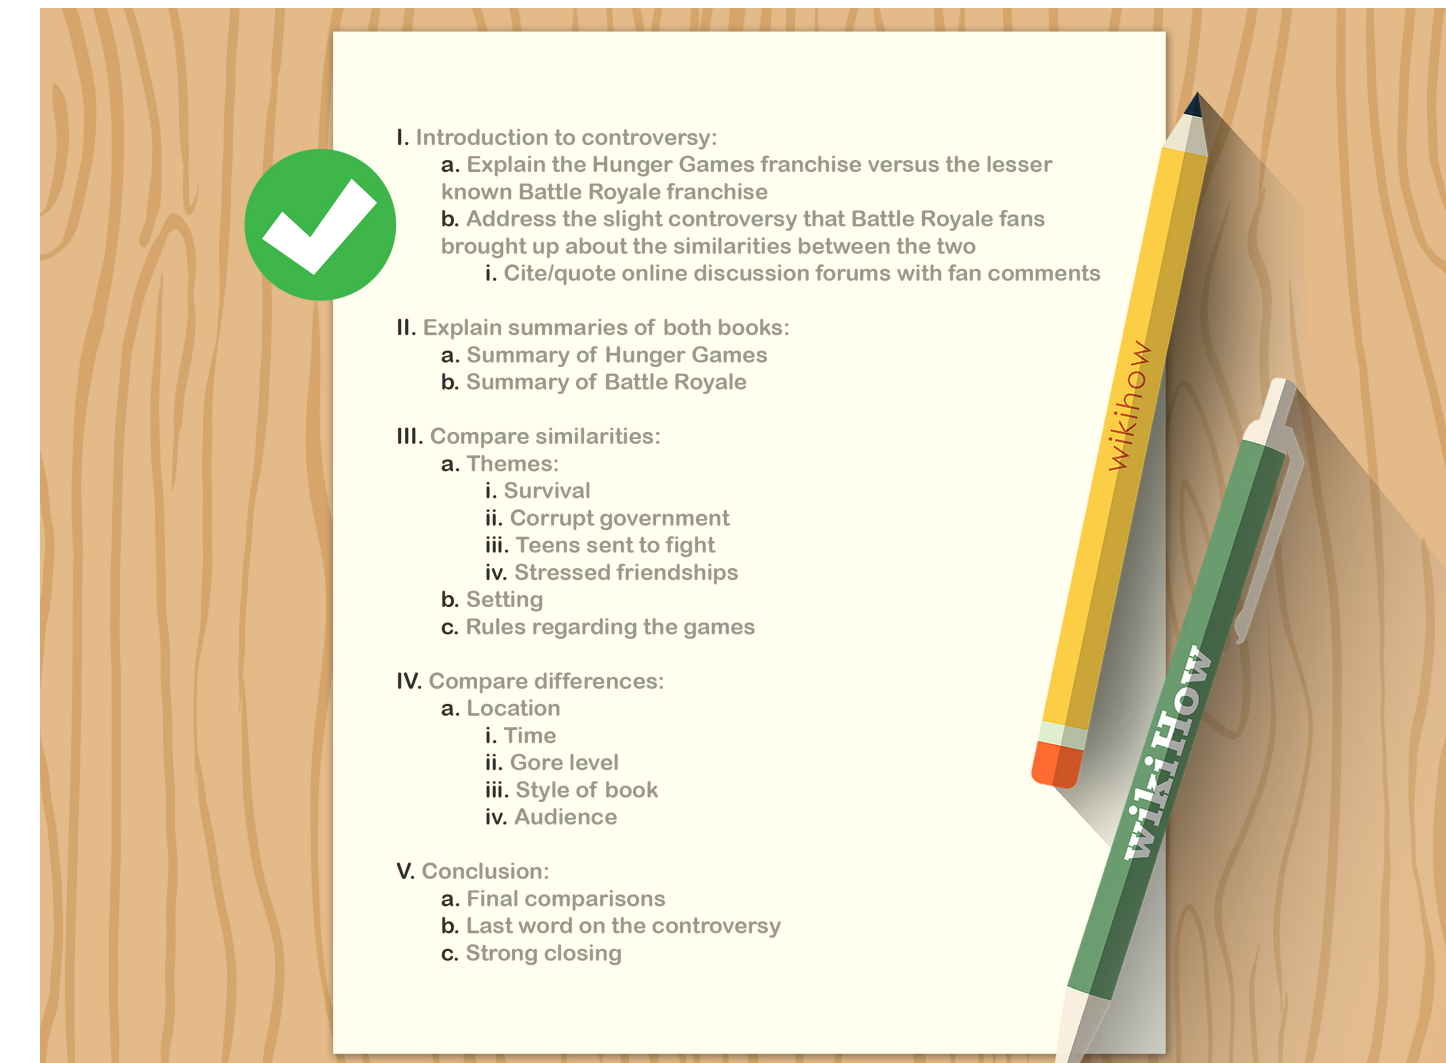 I. Introduction to controversy:
a. Explain the Hunger Games franchise versus the lesser
known Battle Royale franchise
b. Address the slight controversy that Battle Royale fans
brought up about the similarities between the two
i. Cite/quote online discussion forums with fan comments
II. Explain summaries of both books:
a. Summary of Hunger Games
b. Summary of Battle Royale
III. Compare similarities:
a. Themes:
i. Survival
ii. Corrupt government
iii. Teens sent to fight
iv. Stressed friendships
b. Setting
c. Rules regarding the games
IV. Compare differences:
a. Location
i. Time
ii. Gore level
iii. Style of book
iv. Audience
V. Conclusion:
a. Final comparisons
b. Last word on the controversy
c. Strong closing
wikihow
wikiHow